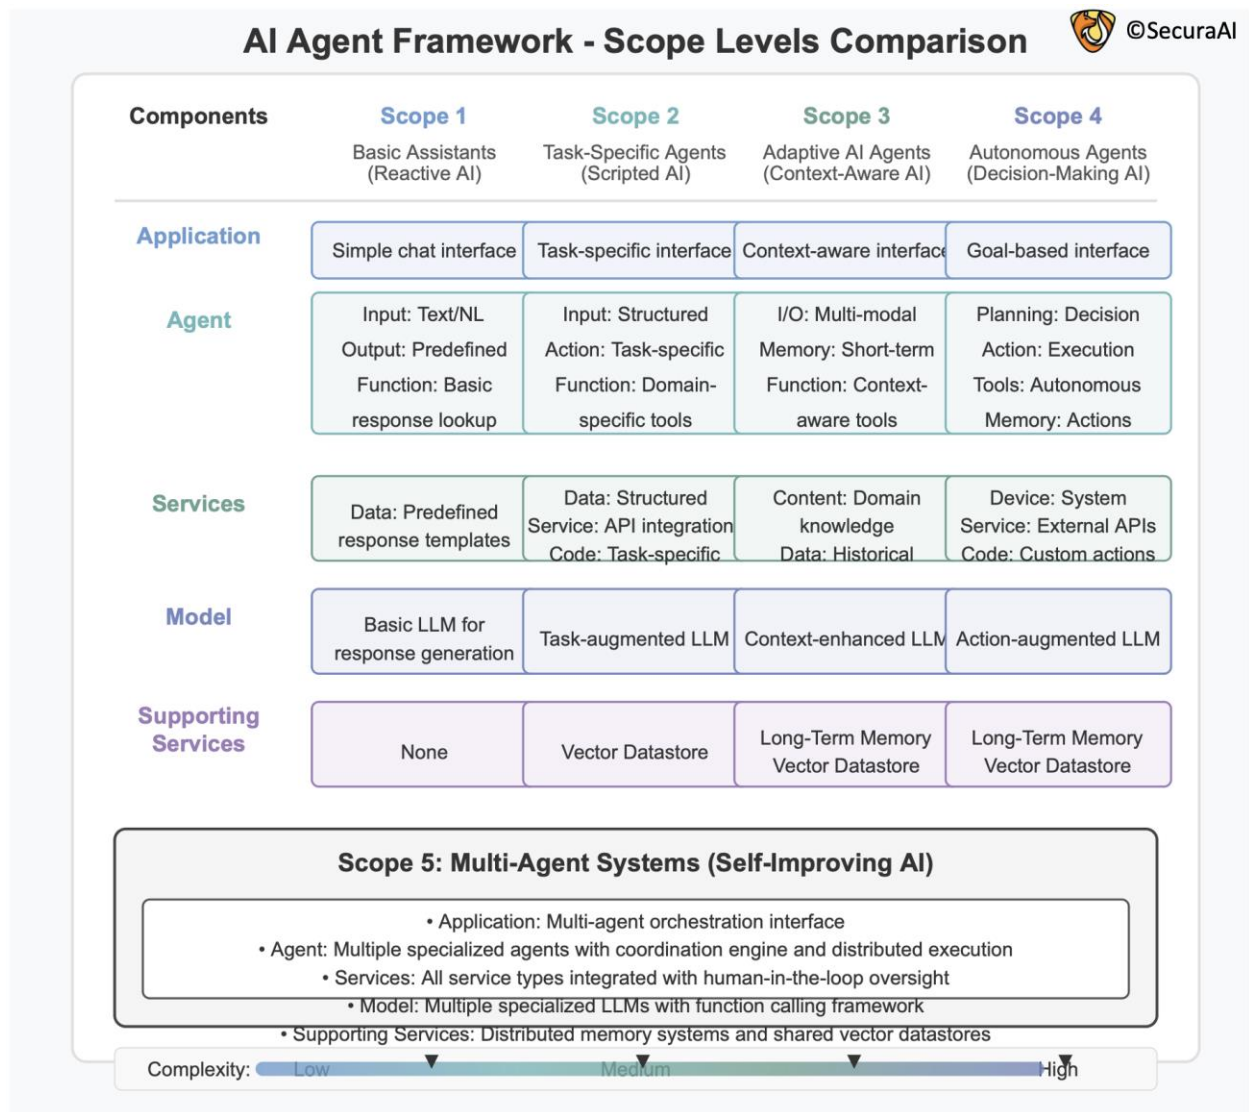 AI Agent Framework - Scope Levels Comparison
©SecuraAI
Components
Scope 1
Basic Assistants
(Reactive AI)
Scope 2
Task-Specific Agents
(Scripted AI)
Scope 3
Adaptive AI Agents
(Context-Aware AI)
Scope 4
Autonomous Agents
(Decision-Making AI)
Application
Simple chat interface
Task-specific interface
Context-aware interface
Goal-based interface
Agent
Input: Text/NL
Output: Predefined
Function: Basic
response lookup
Input: Structured
Action: Task-specific
Function: Domain-
specific tools
I/O: Multi-modal
Memory: Short-term
Function: Context-
aware tools
Planning: Decision
Action: Execution
Tools: Autonomous
Memory: Actions
Services
Data: Predefined
response templates
Data: Structured
Service: API integration
Code: Task-specific
Content: Domain
knowledge
Data: Historical
Device: System
Service: External APIs
Code: Custom actions
Model
Basic LLM for
response generation
Task-augmented LLM
Context-enhanced LLM
Action-augmented LLM
Supporting
Services
None
Vector Datastore
Long-Term Memory
Vector Datastore
Long-Term Memory
Vector Datastore
Scope 5: Multi-Agent Systems (Self-Improving AI)
• Application: Multi-agent orchestration interface
• Agent: Multiple specialized agents with coordination engine and distributed execution
• Services: All service types integrated with human-in-the-loop oversight
• Model: Multiple specialized LLMs with function calling framework
• Supporting Services: Distributed memory systems and shared vector datastores
Complexity:
Low
Medium
High